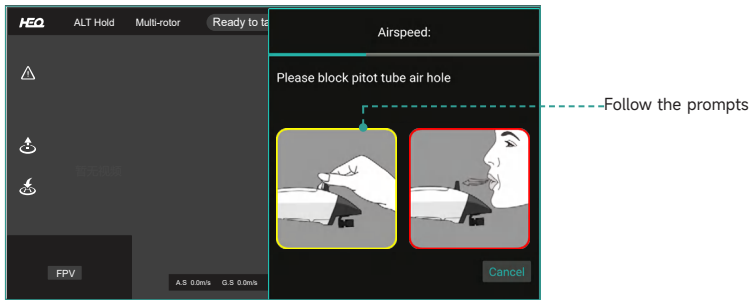 HEQ ALT Hold Multi-rotor Ready to ta
Airspeed:
Please block pitot tube air hole
Follow the prompts
Cancel
FPV
A.S 0.0m/s G.S 0.0m/s